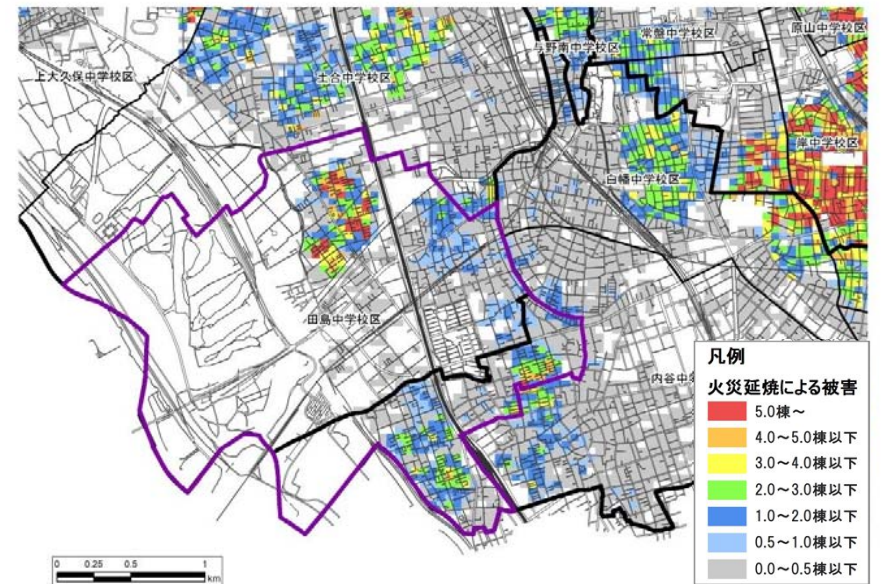 原山中学校区
常盤中学校区
与野南中学校区
上大久保中学校区
土合中学校区
岸中学校区
白幡中学校区
田島中学校区
内谷中
凡例
火災延焼による被害
5.0棟～
4.0～5.0棟以下
3.0～4.0棟以下
2.0～3.0棟以下
1.0～2.0棟以下
0.5～1.0棟以下
0.0～0.5棟以下
0 0.25 0.5 1
km